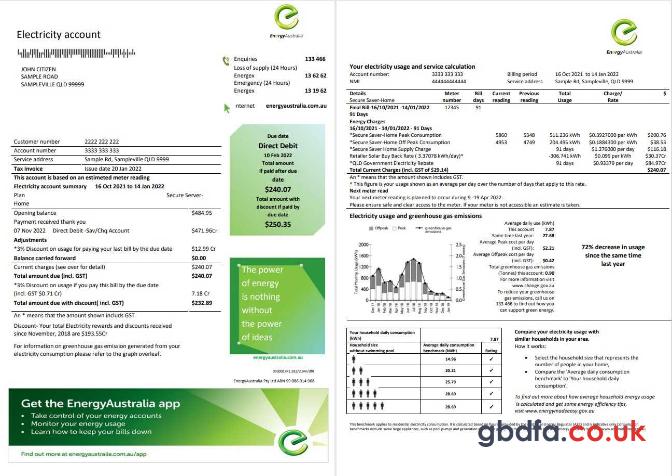 Electricity account
EnergyAustralia
JOHN CITIZEN
SAMPLE ROAD
SAMPLEVILLE QLD 99999
Enquiries 133 466
Loss of supply (24 Hours)
Energex 13 62 62
Emergency (24 Hours)
Energex 13 19 62
Internet energyaustralia.com.au
Customer number 2222 222 222
Account number 3333 333 333
Service address Sample Rd, Sampleville QLD
Tax Invoice Issue date 20 Jan 2022
This account is based on an estimated meter reading
Electricity account summary 16 Oct 2021 to 14 Jan 2022
Plan Secure Saver-
Home
Opening balance $484.95
Payment received thank you
07 Nov 2022 Direct Debit -Sav/Chq Account $471.96cr
Adjustments
*3% Discount on usage for paying your last bill by the due date $12.99 Cr
Balance carried forward $0.00
Current charges (see over for detail) $240.07
Total amount due (incl. GST) $240.07
*3% Discount on usage if you pay this bill by the due date
(incl GST $0.71 Cr) 7.18 Cr
Total amount due with discount( incl. GST) $232.89
An * means that the amount shown includes GST.
Discount- Your total Electricity rewards and discounts received
since November, 2018 are $193.55Cr
For information on greenhouse gas emission generated from your
electricity consumption please refer to the graph overleaf.
Due date
Direct Debit
10 Feb 2022
Total amount
if paid after due
date
$240.07
Total amount with
discount if paid by
due date
$250.35
The power
of energy
is nothing
without
the power
of ideas
energyaustralia.com.au
EnergyAustralia Pty Ltd ABN 99 086 014 968
Get the EnergyAustralia app
• Take control of your energy accounts
• Monitor your energy usage
• Learn how to keep your bills down
Find out more at energyaustralia.com.au/app
EnergyAustralia
Your electricity usage and service calculation
Account number: 3333 333 333 Billing period 16 Oct 2021 to 14 Jan 2022
NMI 44444444444 Service address Sample Rd, Sampleville QLD
Details Meter Bill Current Previous Total Charge/ $
Secure Saver-Home number days reading reading Usage Rate
Final Bill-16/10/2021 -14/01/2022 12345 91
91 Days
Energy Charges
16/10/2021 - 14/01/2022 - 91 Days
*Secure Saver-Home Peak Consumption 5860 5348 511.236 kWh $0.3927000 per kWh $200.76
*Secure Saver-Home Off Peak Consumption 4953 4749 204.495 kWh $0.1884300 per kWh $38.53
*Secure Saver-Home Supply Charge 91 days $1.276300 per day $116.18
Retailer Solar Buy Back Rate ( 3.37078 kWh/day)* -306.741 kWh $0.099 per kWh $30.37Cr
*QLD Government Electricity Rebate 91 days $0.93379 per day $84.97Cr
Total Current Charges (incl. GST of $29.14) $240.07
An * means that the amount shown includes GST.
* This figure is your usage shown as an average per day over the number of days that apply to this rate.
Next meter read
Your next meter reading is planned to occur during 9 -19 Apr 2022.
Please ensure safe and clear access to the meter. If your meter is not accessible an estimate is taken.
Electricity usage and greenhouse gas emissions
Offpeak Peak greenhouse gas
emissions
Average daily use (kWh)
This account: 7.87
Same time last year: 27.68
Average Peak cost per day
(incl. GST): $2.21
Average Offpeak cost per day
(incl. GST): $0.42
Total greenhouse gas emissions
(Tonnes) this account: 0.98
For more information visit
www.climatechange.gov.au
To reduce your greenhouse
gas emissions, call us on
133 466 to find out how you
can support green energy.
72% decrease in usage
since the same time
last year
Your household daily consumption
(kWh) 7.87
Household size
without swimming pool
Average daily consumption
benchmark (kWh) Rating
14.96 ✓
20.21 ✓
25.70 ✓
28.60 ✓
28.60 ✓
Compare your electricity usage with
similar households in your area.
How it works:
• Select the household size that represents the
number of people in your home,
• Compare the 'Average daily consumption
benchmark' to 'Your household daily
consumption'.
To find out more about how average household energy
usage is calculated and get some energy efficiency tips,
visit www.energymadeeasy.gov.au
gbdfa.co.uk